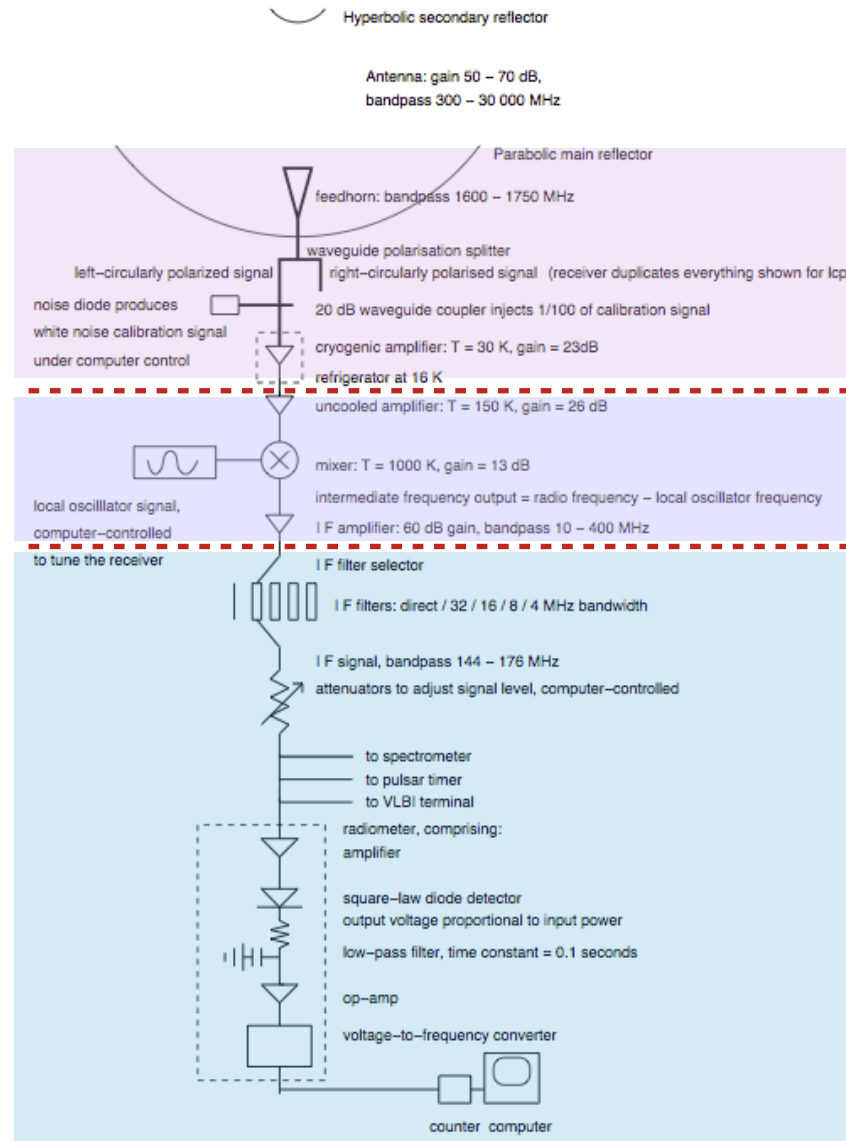 Hyperbolic secondary reflector
Antenna: gain 50 – 70 dB,
bandpass 300 – 30 000 MHz
Parabolic main reflector
feedhorn: bandpass 1600 – 1750 MHz
waveguide polarisation splitter
left–circularly polarized signal
right–circularly polarised signal (receiver duplicates everything shown for lcp
noise diode produces
white noise calibration signal
under computer control
20 dB waveguide coupler injects 1/100 of calibration signal
cryogenic amplifier: T = 30 K, gain = 23dB
refrigerator at 16 K
uncooled amplifier: T = 150 K, gain = 26 dB
mixer: T = 1000 K, gain = 13 dB
intermediate frequency output = radio frequency – local oscillator frequency
local oscilllator signal,
computer–controlled
to tune the receiver
I F amplifier: 60 dB gain, bandpass 10 – 400 MHz
I F filter selector
I F filters: direct / 32 / 16 / 8 / 4 MHz bandwidth
I F signal, bandpass 144 – 176 MHz
attenuators to adjust signal level, computer–controlled
to spectrometer
to pulsar timer
to VLBI terminal
radiometer, comprising:
amplifier
square–law diode detector
output voltage proportional to input power
low–pass filter, time constant = 0.1 seconds
op–amp
voltage–to–frequency converter
counter computer